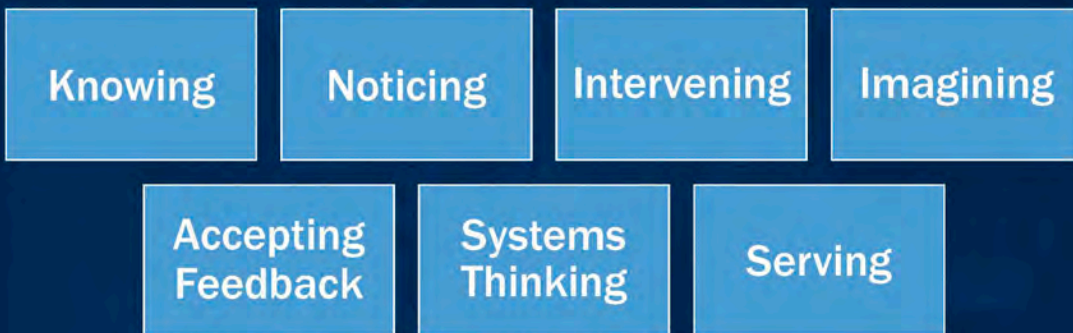 Knowing
Noticing
Intervening
Imagining
Accepting
Feedback
Systems
Thinking
Serving